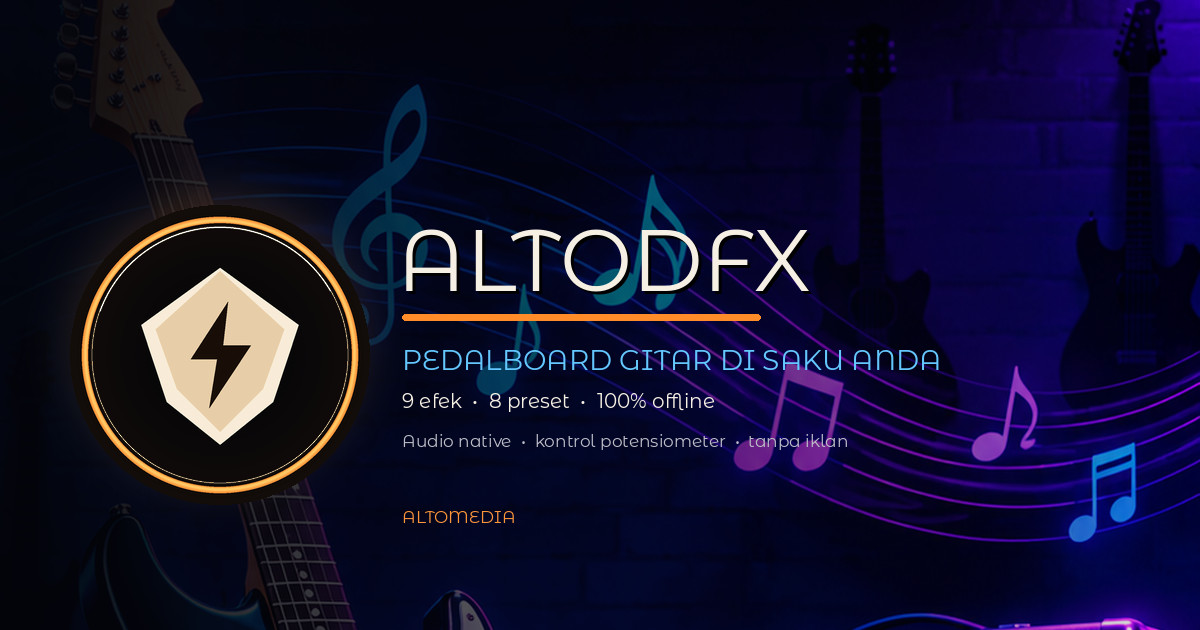 ALTODFX
PEDALBOARD GITAR DI SAKU ANDA
9 efek · 8 preset · 100% offline
Audio native · kontrol potensiometer · tanpa iklan
ALTOMEDIA